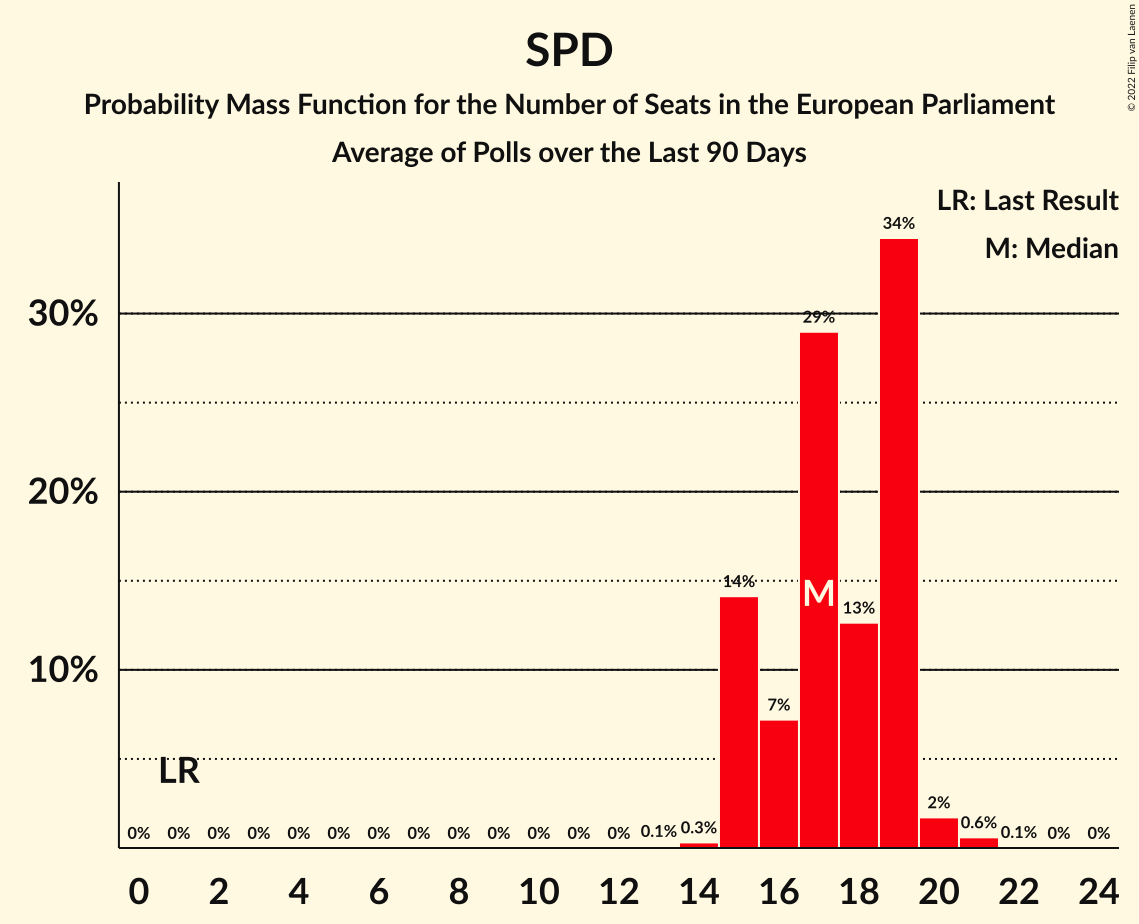 SPD
Probability Mass Function for the Number of Seats in the European Parliament
Average of Polls over the Last 90 Days
© 2022 Filip van Laenen
LR: Last Result
M: Median
34%
30%
29%
20%
14%
M
13%
10%
7%
LR
2%
0% 0% 0% 0% 0% 0% 0% 0% 0% 0% 0% 0% 0% 0.1% 0.3% 0.6% 0.1% 0% 0%
0 2 4 6 8 10 12 14 16 18 20 22 24